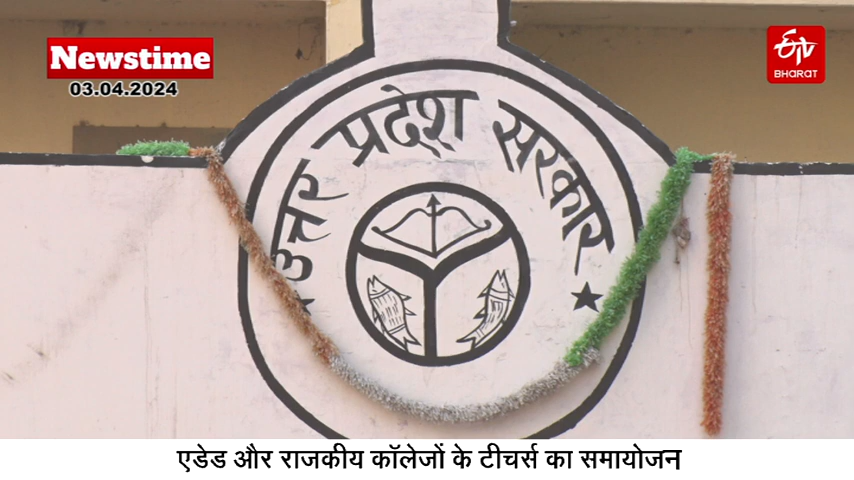 Newstime
03.04.2024
ETV
BHARAT
उत्तर प्रदेश सरकार
एडेड और राजकीय कॉलेजों के टीचर्स का समायोजन